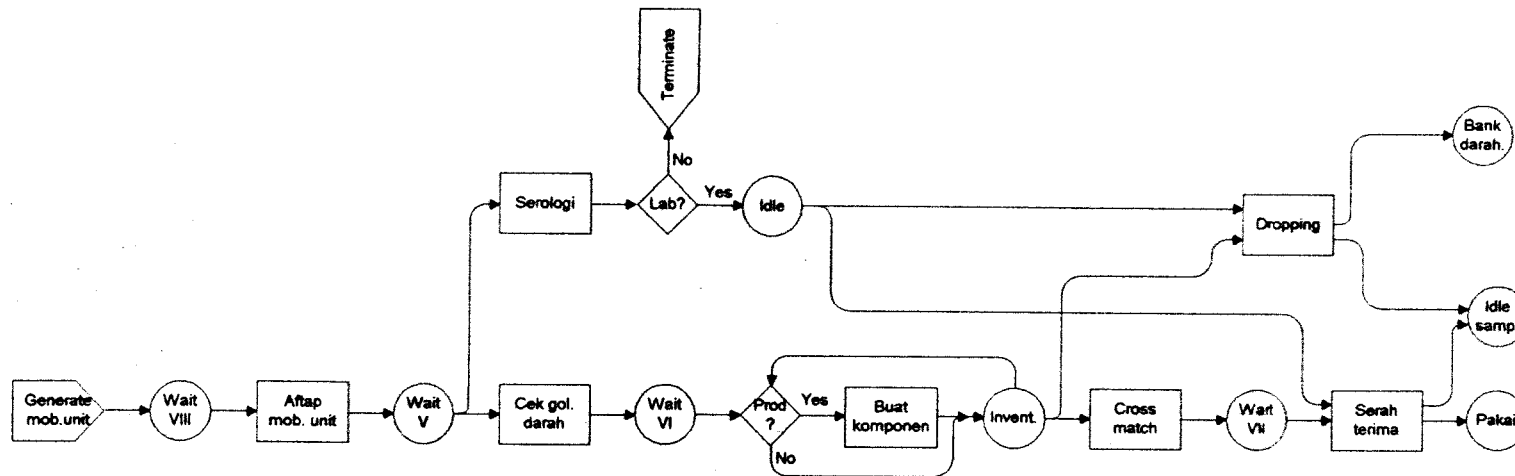 Terminate
No
Bank
darah.
Serologi
Lab?
Yes
Idle
Dropping
Idle
samp
Generate
mob.unit
Wait
VIII
Aftap
mob. unit
Wait
V
Cek gol.
darah
Wait
VI
Prod
?
Yes
No
Buat
komponen
Invent.
Cross
match
Wait
VII
Serah
terima
Pakai